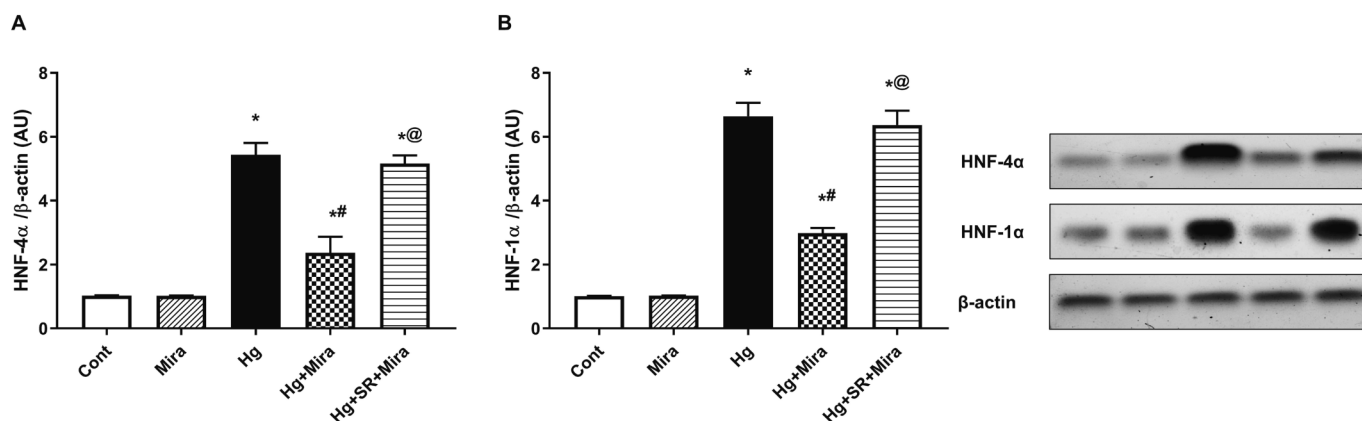 A
HNF-4α /β-actin (AU)
8
6
4
2
0
*
*#
*@
Cont
Mira
Hg
Hg+Mira
Hg+SR+Mira
B
HNF-1α /β-actin (AU)
8
6
4
2
0
*
*#
*@
Cont
Mira
Hg
Hg+Mira
Hg+SR+Mira
HNF-4α
HNF-1α
β-actin